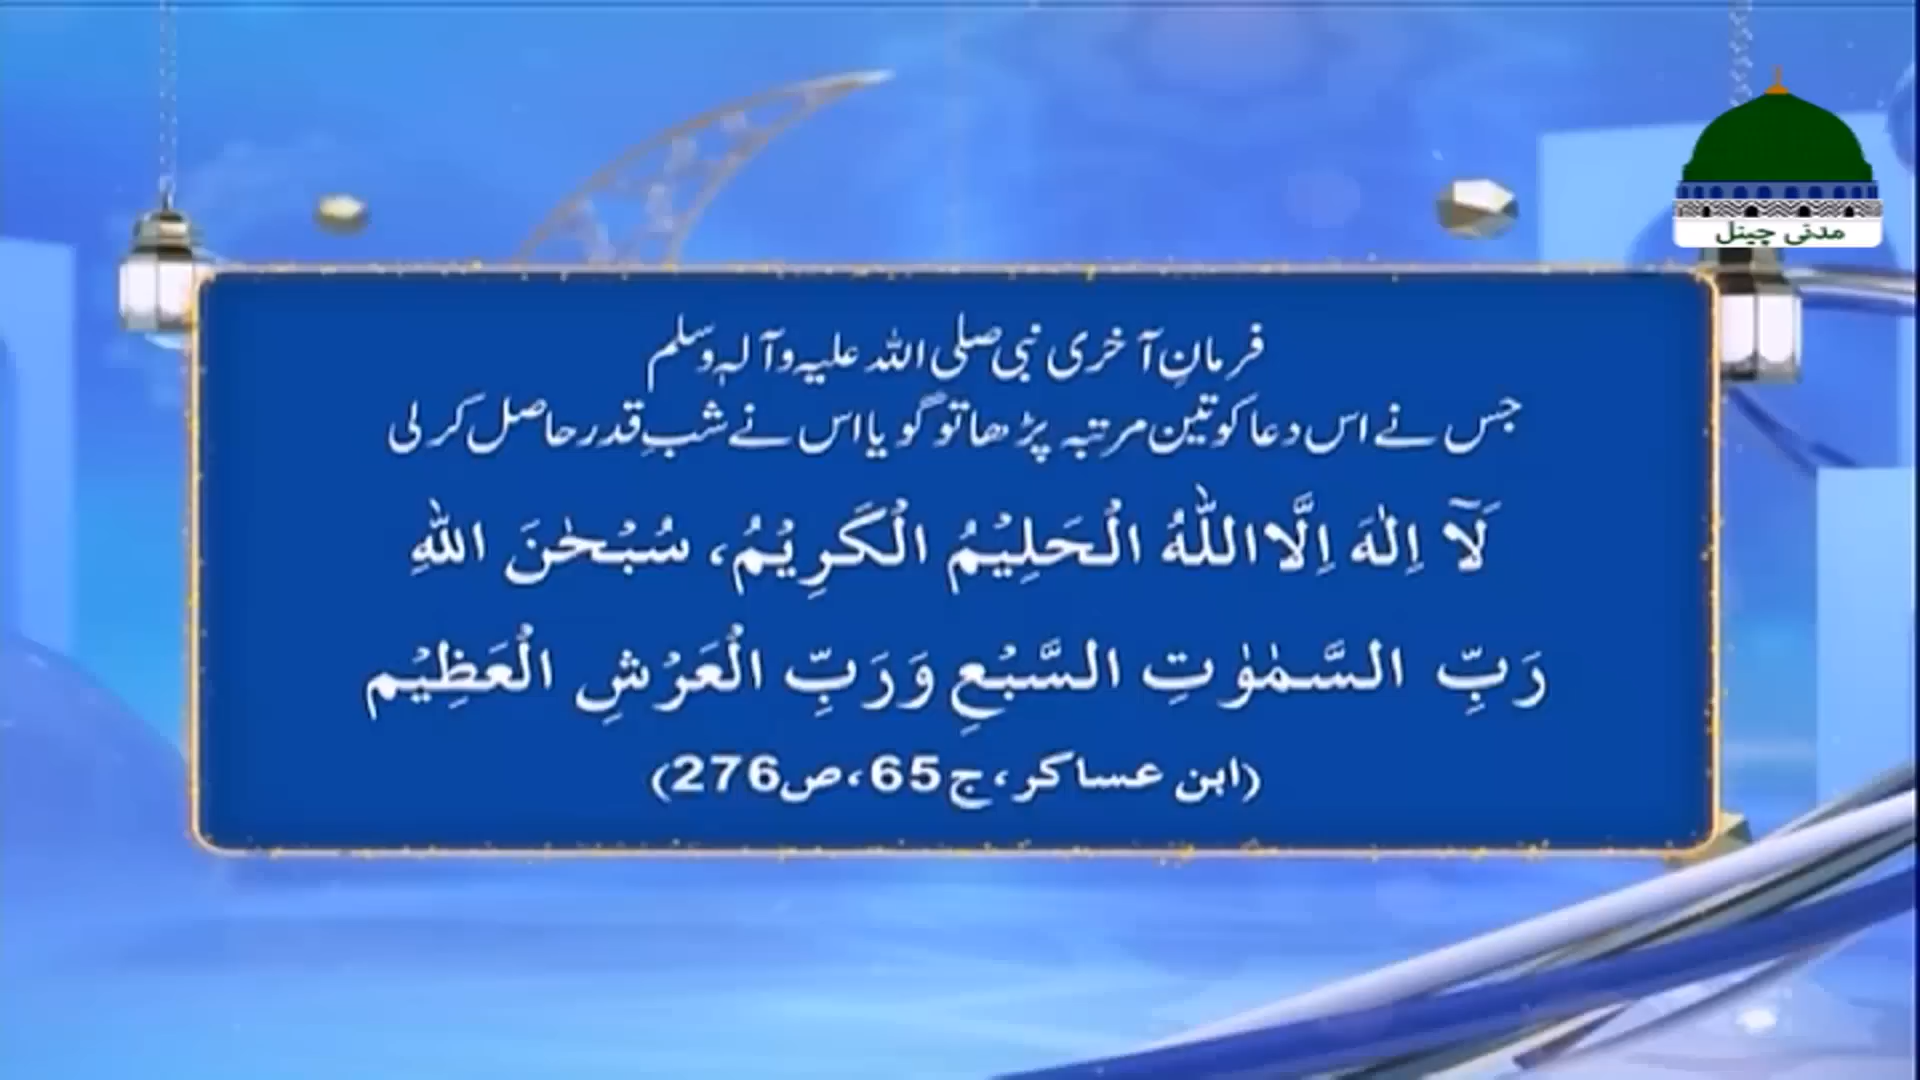 مدنی چینل
فرمانِ آخری نبی صلی اللہ علیہ وآلہٖ وسلم
جس نے اس دعا کو تین مرتبہ پڑھا تو گویا اس نے شبِ قدر حاصل کر لی
لَآ اِلٰهَ اِلَّا اللّٰهُ الْحَلِيْمُ الْكَرِيْمُ، سُبْحٰنَ اللّٰهِ
رَبِّ السَّمٰوٰتِ السَّبْعِ وَرَبِّ الْعَرْشِ الْعَظِيْم
(ابن عساکر، ج65، ص276)